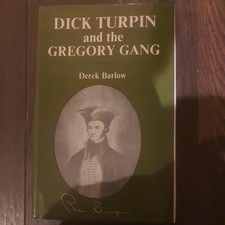 DICK TURPIN
and the
GREGORY GANG
Derek Barlow